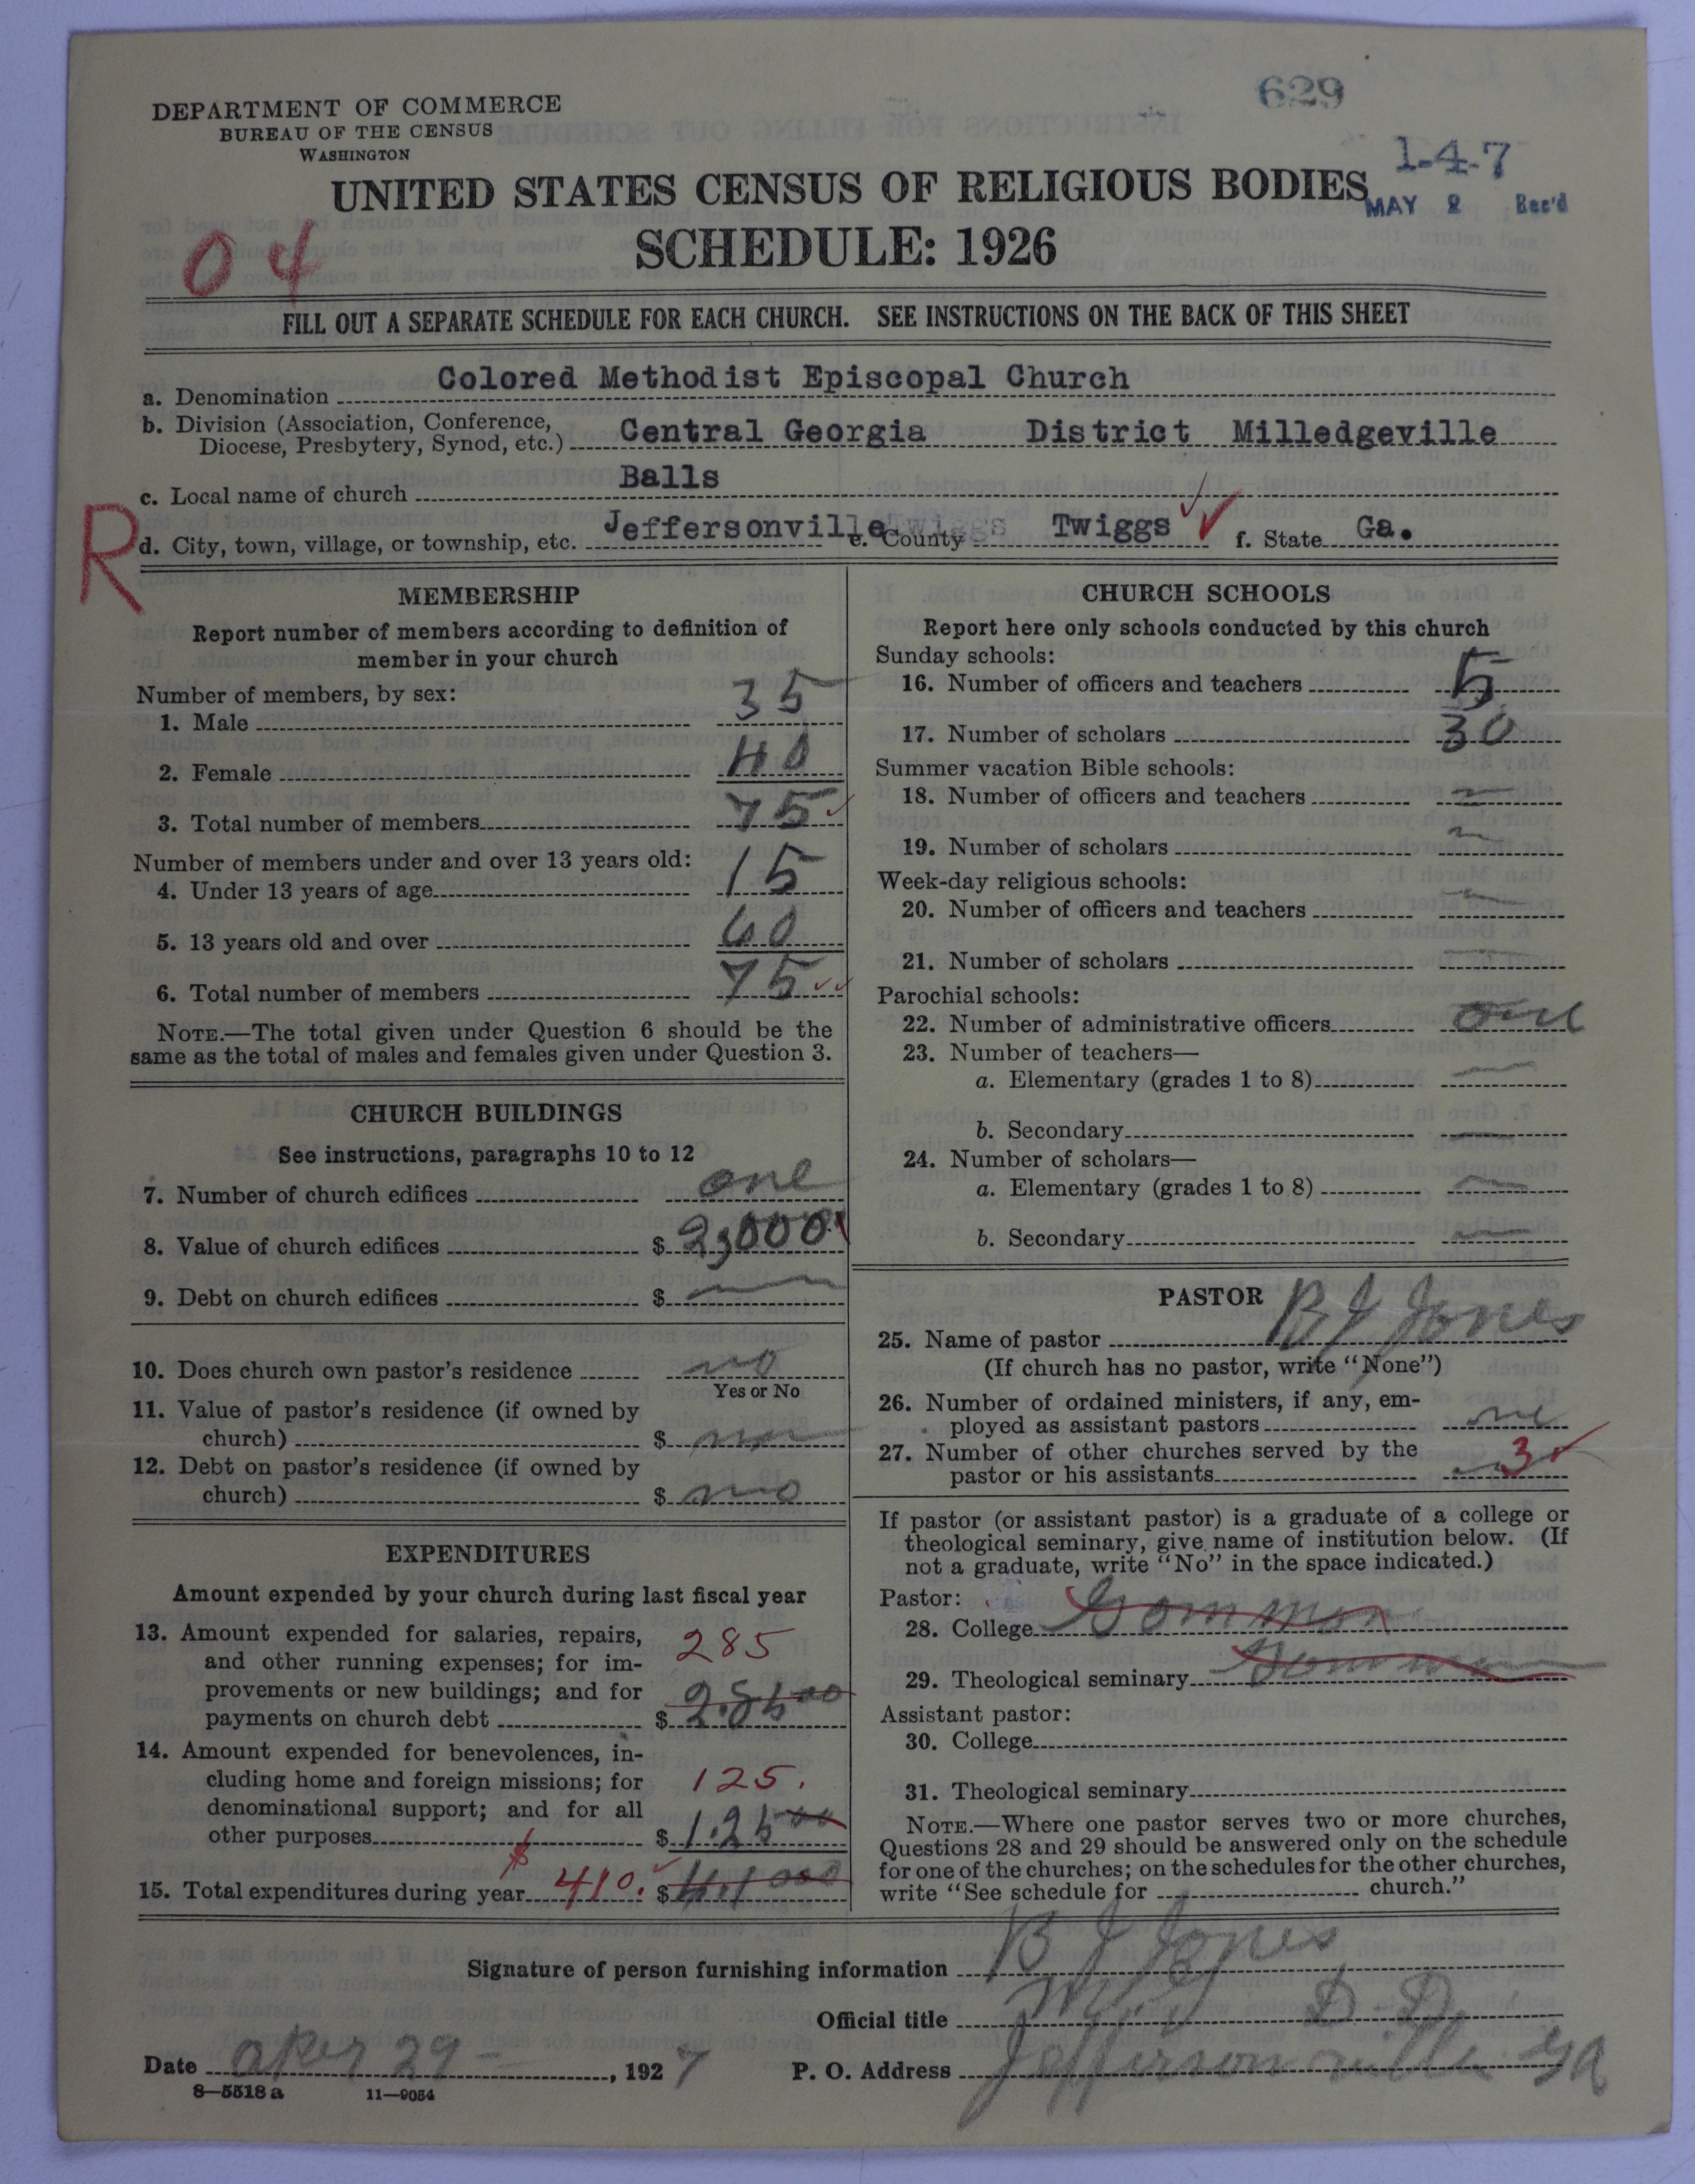 629
DEPARTMENT OF COMMERCE
BUREAU OF THE CENSUS
WASHINGTON
1-4-7
UNITED STATES CENSUS OF RELIGIOUS BODIES
MAY 2 Rec'd
04
SCHEDULE: 1926
FILL OUT A SEPARATE SCHEDULE FOR EACH CHURCH. SEE INSTRUCTIONS ON THE BACK OF THIS SHEET
a. Denomination Colored Methodist Episcopal Church
b. Division (Association, Conference,
Diocese, Presbytery, Synod, etc.) Central Georgia District Milledgeville
c. Local name of church Balls
R
d. City, town, village, or township, etc. Jeffersonville e. County Twiggs Twiggs f. State Ga.
MEMBERSHIP
Report number of members according to definition of
member in your church
Number of members, by sex:
1. Male 35
2. Female 40
3. Total number of members 75
Number of members under and over 13 years old:
4. Under 13 years of age 15
5. 13 years old and over 60
6. Total number of members 75
NOTE.—The total given under Question 6 should be the
same as the total of males and females given under Question 3.
CHURCH BUILDINGS
See instructions, paragraphs 10 to 12
7. Number of church edifices one
8. Value of church edifices $ 2,000
9. Debt on church edifices $ —
10. Does church own pastor's residence no
Yes or No
11. Value of pastor's residence (if owned by
church) $
12. Debt on pastor's residence (if owned by
church) $ no
EXPENDITURES
Amount expended by your church during last fiscal year
13. Amount expended for salaries, repairs,
and other running expenses; for im-
provements or new buildings; and for
payments on church debt $ 285
2.8500
14. Amount expended for benevolences, in-
cluding home and foreign missions; for
denominational support; and for all
other purposes $ 125.
1.2500
15. Total expenditures during year $ 410. $ 4.1000
CHURCH SCHOOLS
Report here only schools conducted by this church
Sunday schools:
16. Number of officers and teachers 5
17. Number of scholars 30
Summer vacation Bible schools:
18. Number of officers and teachers —
19. Number of scholars —
Week-day religious schools:
20. Number of officers and teachers —
21. Number of scholars —
Parochial schools:
22. Number of administrative officers one
23. Number of teachers—
a. Elementary (grades 1 to 8) —
b. Secondary —
24. Number of scholars—
a. Elementary (grades 1 to 8) —
b. Secondary —
PASTOR
25. Name of pastor B J Jones
(If church has no pastor, write "None")
26. Number of ordained ministers, if any, em-
ployed as assistant pastors
27. Number of other churches served by the
pastor or his assistants 3
If pastor (or assistant pastor) is a graduate of a college or
theological seminary, give name of institution below. (If
not a graduate, write "No" in the space indicated.)
Pastor:
28. College
29. Theological seminary
Assistant pastor:
30. College
31. Theological seminary
NOTE.—Where one pastor serves two or more churches,
Questions 28 and 29 should be answered only on the schedule
for one of the churches; on the schedules for the other churches,
write "See schedule for church."
Signature of person furnishing information B J Jones
Official title D-D
Date aper 29 - , 1927 P. O. Address Jeffersonville Ga
8—5518 a 11—9054